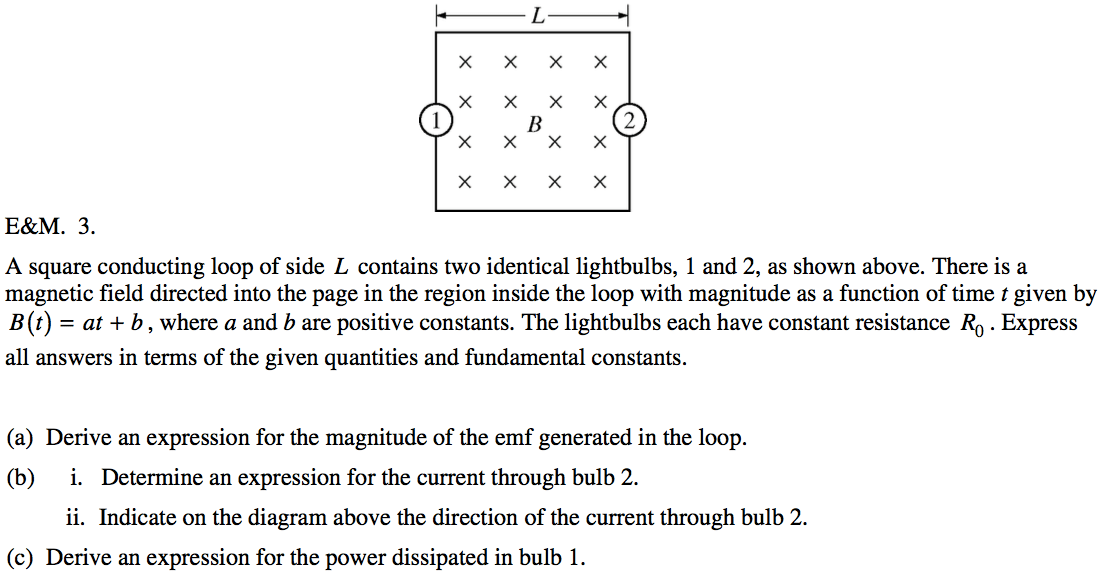 L
× × × ×
× × × ×
1 B 2
× × × ×
× × × ×
E&M. 3.
A square conducting loop of side L contains two identical lightbulbs, 1 and 2, as shown above. There is a
magnetic field directed into the page in the region inside the loop with magnitude as a function of time t given by
B(t) = at + b, where a and b are positive constants. The lightbulbs each have constant resistance R₀. Express
all answers in terms of the given quantities and fundamental constants.
(a) Derive an expression for the magnitude of the emf generated in the loop.
(b) i. Determine an expression for the current through bulb 2.
ii. Indicate on the diagram above the direction of the current through bulb 2.
(c) Derive an expression for the power dissipated in bulb 1.